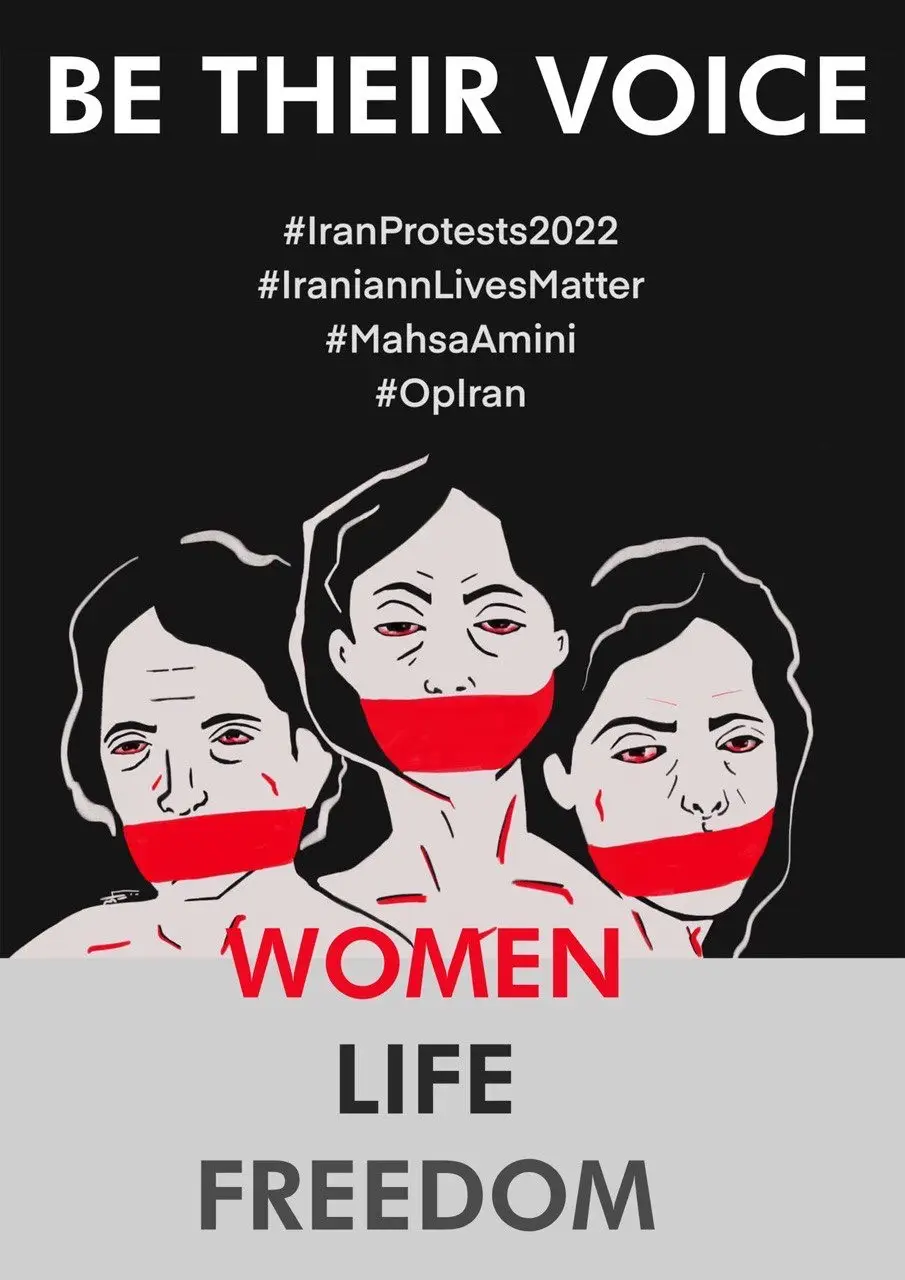 BE THEIR VOICE
#IranProtests2022
#IraniannLivesMatter
#MahsaAmini
#OpIran
WOMEN
LIFE
FREEDOM